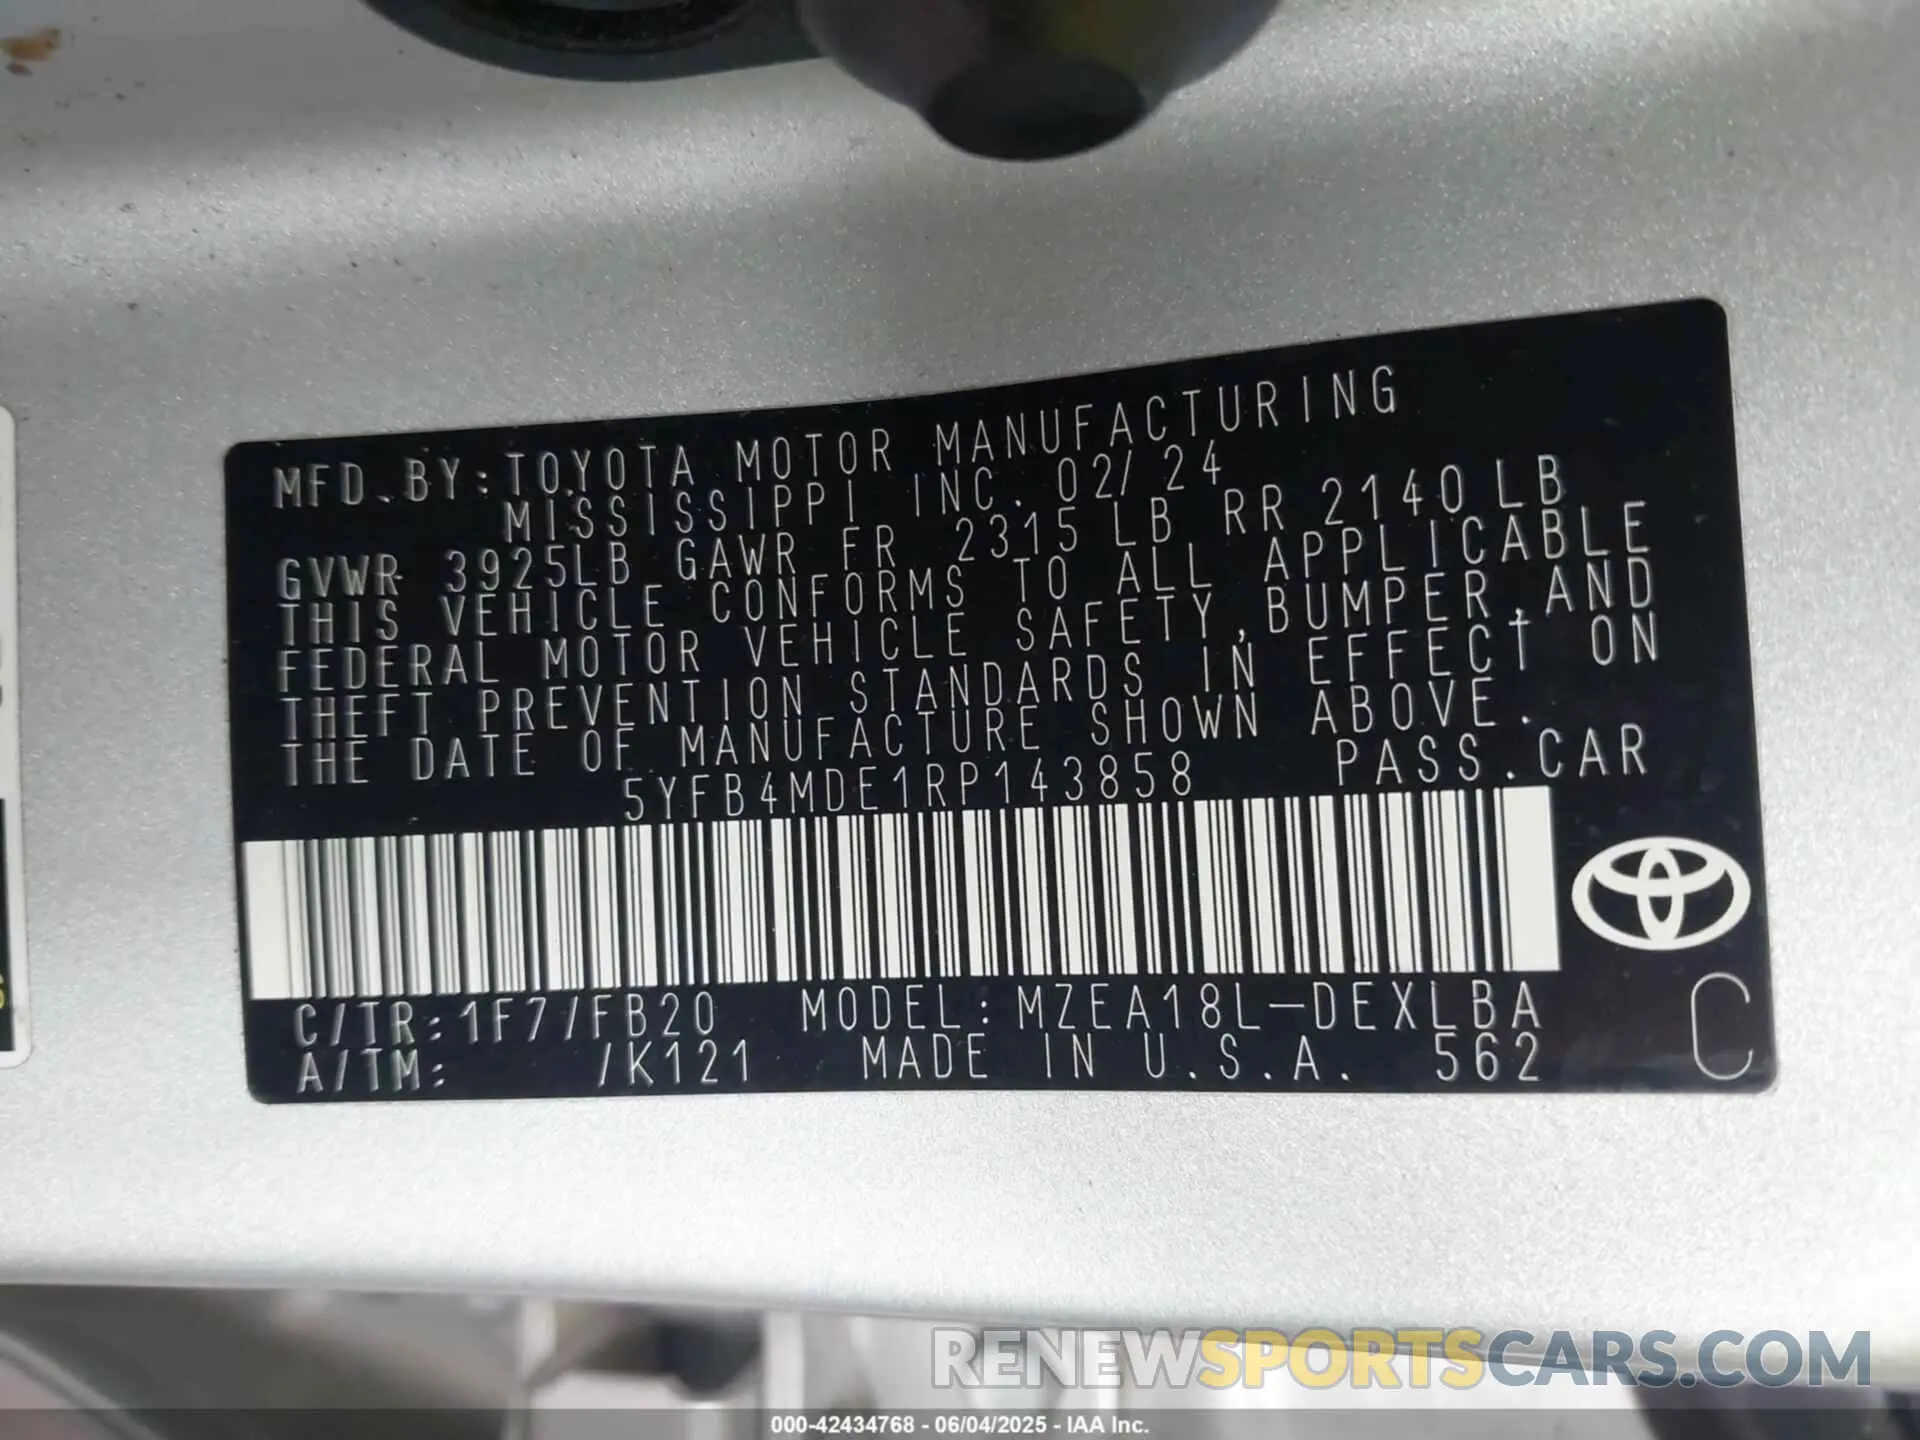 MFD. BY: TOYOTA MOTOR MANUFACTURING
MISSISSIPPI INC. 02/24
GVWR 3925LB GAWR FR 2315 LB RR 2140 LB
THIS VEHICLE CONFORMS TO ALL APPLICABLE
FEDERAL MOTOR VEHICLE SAFETY, BUMPER, AND
THEFT PREVENTION STANDARDS IN EFFECT ON
THE DATE OF MANUFACTURE SHOWN ABOVE.
5YFB4MDE1RP143858 PASS. CAR
C/TR: 1F7/FB20 MODEL: MZEA18L-DEXLBA
A/TM: /K121 MADE IN U.S.A. 562
C
RENEWSPORTSCARS.COM
000-42434768 - 06/04/2025 - IAA Inc.